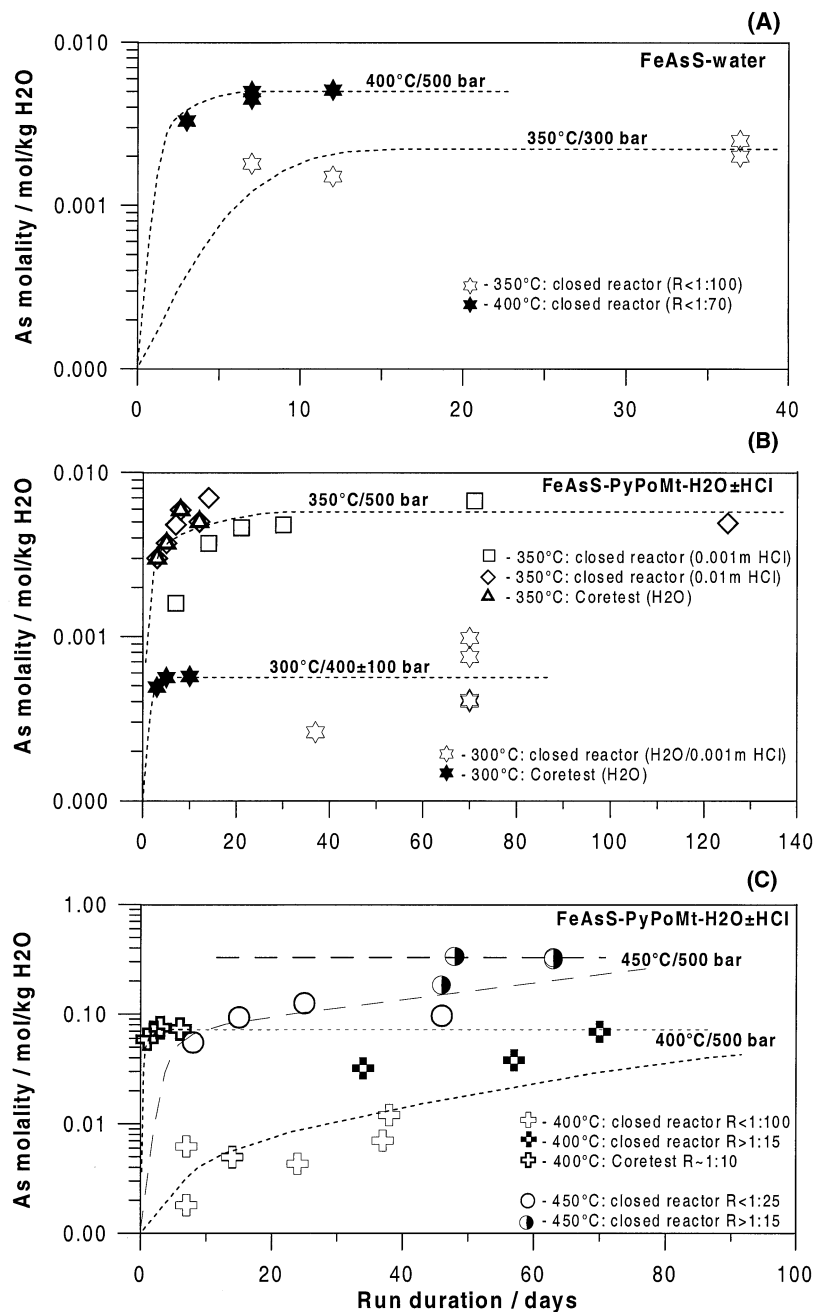 (A)
0.010
FeAsS-water
400°C/500 bar
350°C/300 bar
0.001
- 350°C: closed reactor (R<1:100)
- 400°C: closed reactor (R<1:70)
0.000
0 10 20 30 40
As molality / mol/kg H2O
(B)
0.010
FeAsS-PyPoMt-H2O±HCl
350°C/500 bar
- 350°C: closed reactor (0.001m HCl)
- 350°C: closed reactor (0.01m HCl)
- 350°C: Coretest (H2O)
0.001
300°C/400±100 bar
- 300°C: closed reactor (H2O/0.001m HCl)
- 300°C: Coretest (H2O)
0.000
0 20 40 60 80 100 120 140
As molality / mol/kg H2O
(C)
1.00
FeAsS-PyPoMt-H2O±HCl
450°C/500 bar
0.10
400°C/500 bar
0.01
- 400°C: closed reactor R<1:100
- 400°C: closed reactor R>1:15
- 400°C: Coretest R~1:10
- 450°C: closed reactor R<1:25
- 450°C: closed reactor R>1:15
0.00
0 20 40 60 80 100
As molality / mol/kg H2O
Run duration / days